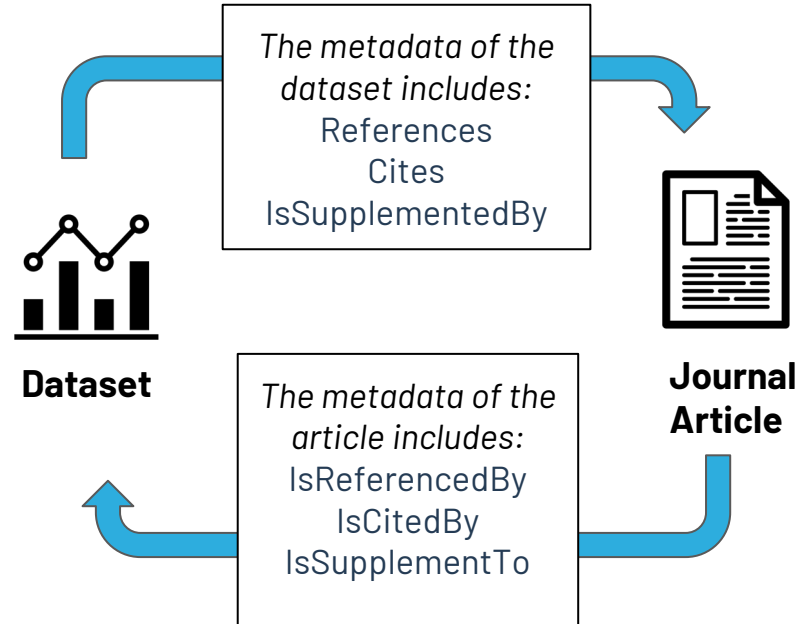 The metadata of the
dataset includes:
References
Cites
IsSupplementedBy
Dataset
Journal
Article
The metadata of the
article includes:
IsReferencedBy
IsCitedBy
IsSupplementTo